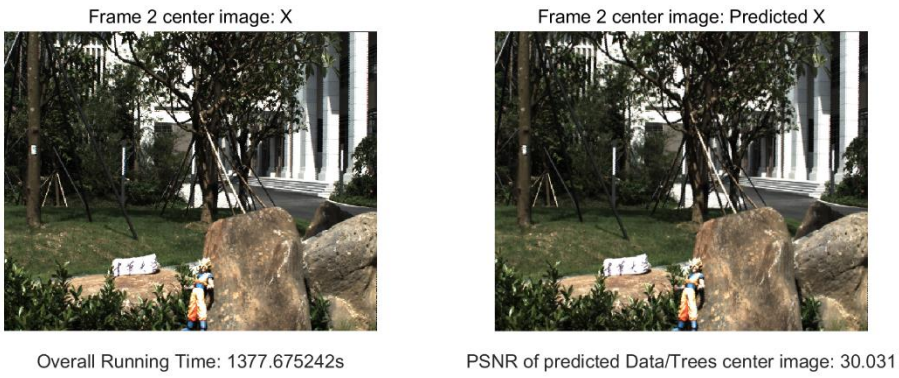 Frame 2 center image: X
Frame 2 center image: Predicted X
Overall Running Time: 1377.675242s
PSNR of predicted Data/Trees center image: 30.031